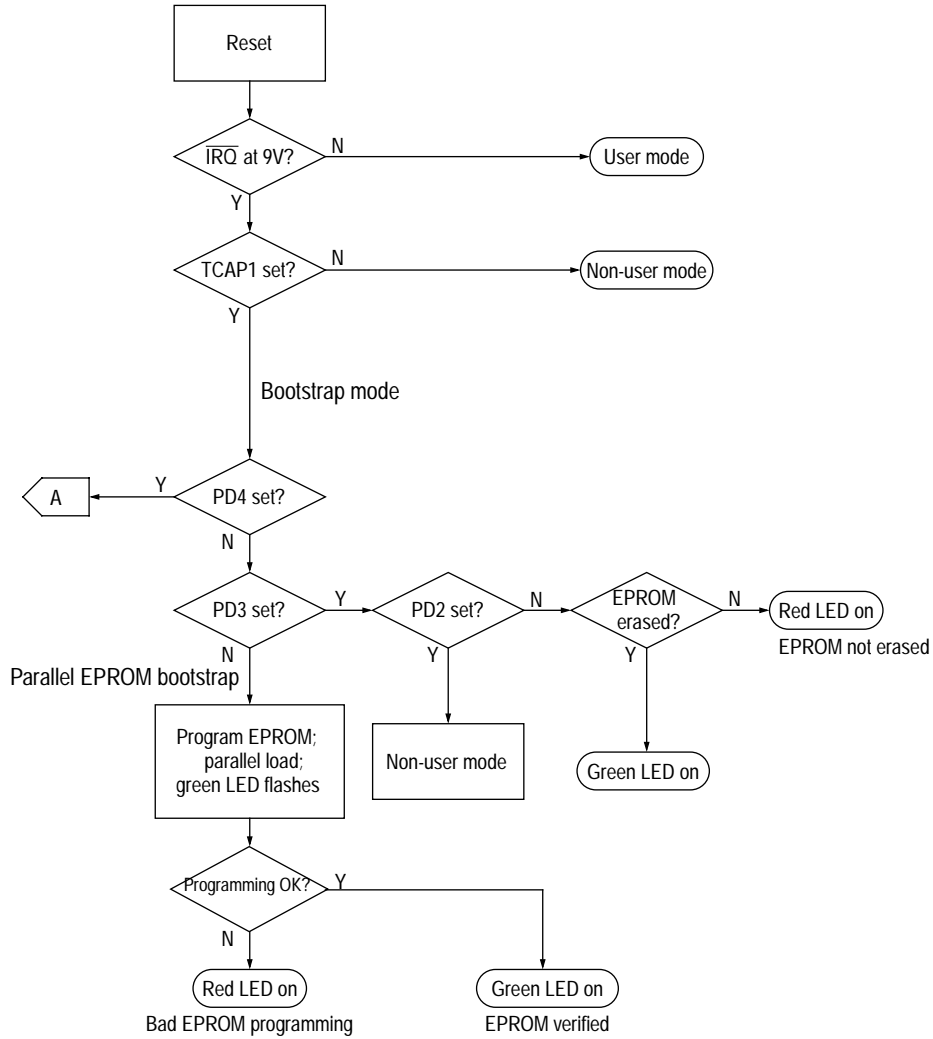 Reset
IRQ at 9V?
N
User mode
Y
TCAP1 set?
N
Non-user mode
Y
Bootstrap mode
A
Y
PD4 set?
N
PD3 set?
Y
PD2 set?
N
EPROM
erased?
N
Red LED on
EPROM not erased
N
Y
Y
Parallel EPROM bootstrap
Program EPROM;
parallel load;
green LED flashes
Non-user mode
Green LED on
Programming OK?
Y
N
Red LED on
Bad EPROM programming
Green LED on
EPROM verified